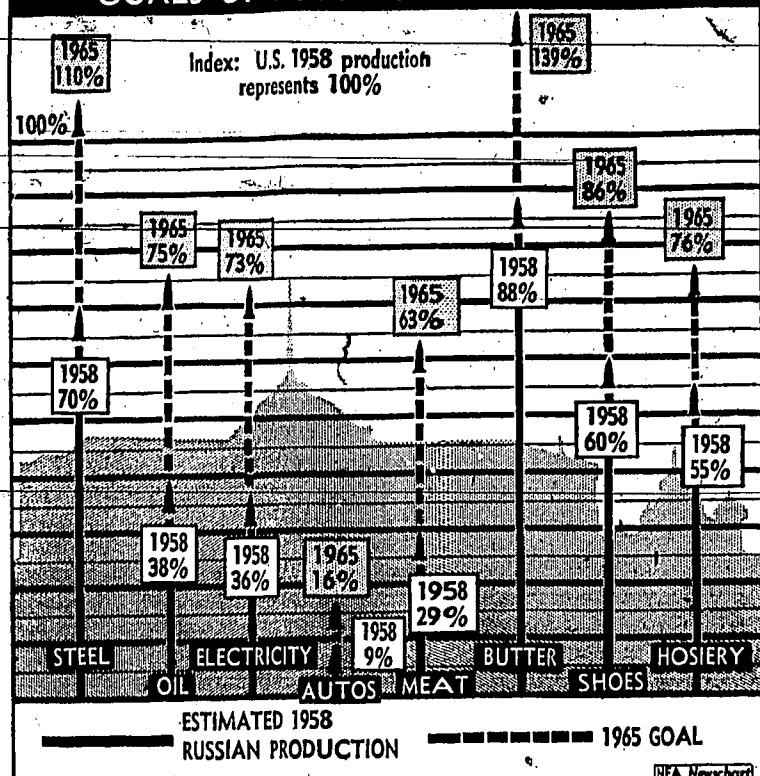 1965
110%
Index: U.S. 1958 production
represents 100%
1965
139%
100%
1965
86%
1965
75%
1965
73%
1965
76%
1965
63%
1958
88%
1958
70%
1958
60%
1958
55%
1958
38%
1958
36%
1965
16%
1958
29%
1958
9%
STEEL
ELECTRICITY
BUTTER
HOSIERY
OIL
AUTOS
MEAT
SHOES
ESTIMATED 1958
RUSSIAN PRODUCTION
1965 GOAL
NEA Newschart